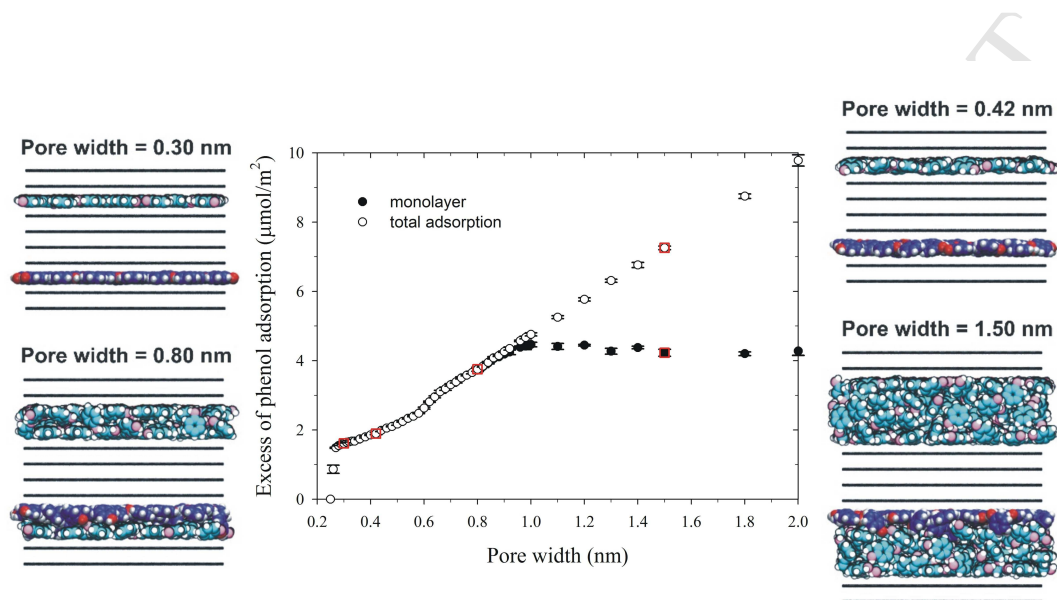 Pore width = 0.30 nm
Pore width = 0.80 nm
Excess of phenol adsorption (μmol/m²)
10
8
6
4
2
0
monolayer
total adsorption
0.2 0.4 0.6 0.8 1.0 1.2 1.4 1.6 1.8 2.0
Pore width (nm)
Pore width = 0.42 nm
Pore width = 1.50 nm